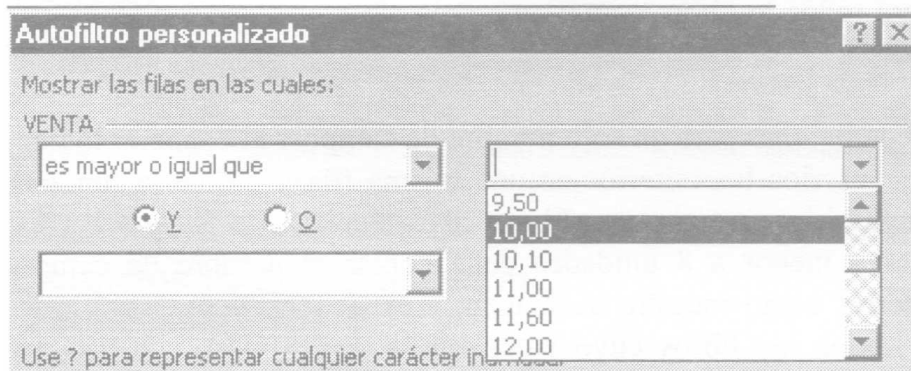 Autofiltro personalizado
Mostrar las filas en las cuales:
VENTA
es mayor o igual que
Y O
9,50
10,00
10,10
11,00
11,60
12,00
Use ? para representar cualquier carácter